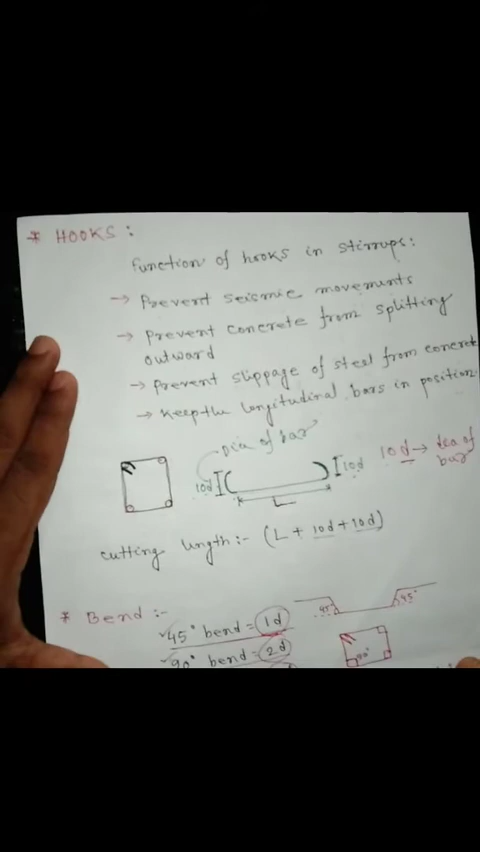 * HOOKS :
Function of hooks in stirrups :
→ Prevent seismic movements
→ Prevent concrete from splitting
outward
→ Prevent slippage of steel from concrete
→ Keep the longitudinal bars in position
Dia of bar
10d
10d
10d → dea of
bar
L
cutting length :- (L + 10d + 10d)
* Bend :-
45° bend = 1d
45°
45°
90° bend = 2d
90°